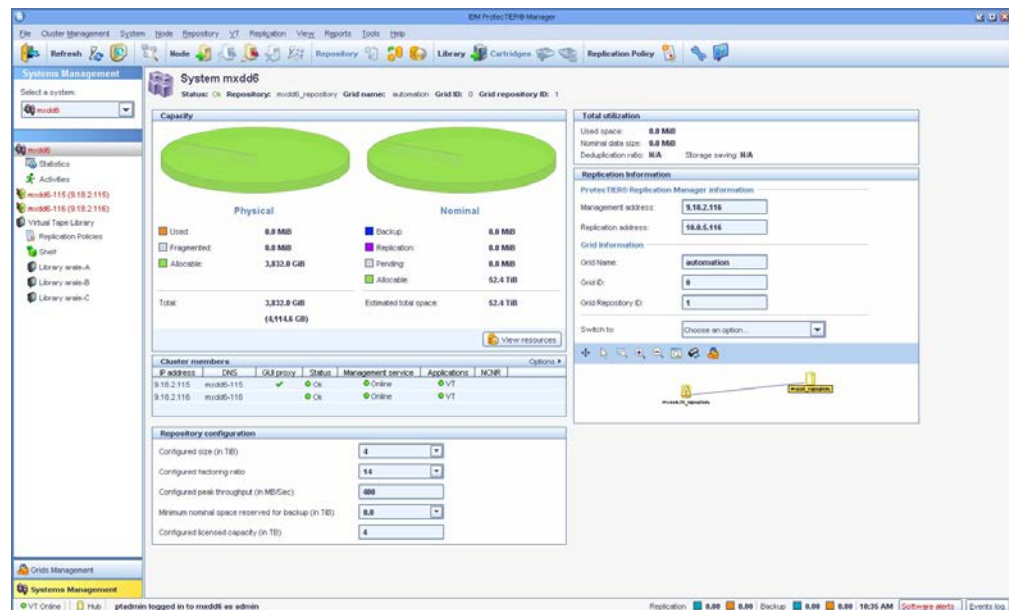 IBM ProtecTIER® Manager
File Cluster Management System Node Repository VT Replication View Reports Tools Help
Refresh Node Repository Library Cartridges Replication Policy
Systems Management
Select a system:
mxdd6
mxdd6
Statistics
Activities
mxdd6-115 (9.18.2.115)
mxdd6-116 (9.18.2.116)
Virtual Tape Library
Replication Policies
Shelf
Library arale-A
Library arale-B
Library arale-C
Grids Management
Systems Management
System mxdd6
Status: Ok Repository: mxdd6_repository Grid name: automation Grid ID: 0 Grid repository ID: 1
Capacity
Physical
Used: 0.0 MiB
Fragmented: 0.0 MiB
Allocable: 3,832.0 GiB
Total: 3,832.0 GiB
(4,114.6 GB)
Nominal
Backup: 0.0 MiB
Replication: 0.0 MiB
Pending: 0.0 MiB
Allocable: 52.4 TiB
Estimated total space: 52.4 TiB
View resources
Cluster members Options
IP address DNS GUI proxy Status Management service Applications NCNR
9.18.2.115 mxdd6-115 Ok Online VT
9.18.2.116 mxdd6-116 Ok Online VT
Repository configuration
Configured size (in TiB) 4
Configured factoring ratio 14
Configured peak throughput (in MB/Sec) 400
Minimum nominal space reserved for backup (in TiB) 0.0
Configured licensed capacity (in TB) 4
Total utilization
Used space: 0.0 MiB
Nominal data size: 0.0 MiB
Deduplication ratio: N/A Storage saving: N/A
Replication Information
ProtecTIER® Replication Manager information
Management address: 9.18.2.116
Replication address: 10.0.5.116
Grid Information
Grid Name: automation
Grid ID: 0
Grid Repository ID: 1
Switch to: Choose an option...
VT Online Hub ptadmin logged in to mxdd6 as admin
Replication 0.00 0.00 Backup 0.00 0.00 10:35 AM Software alerts Events log